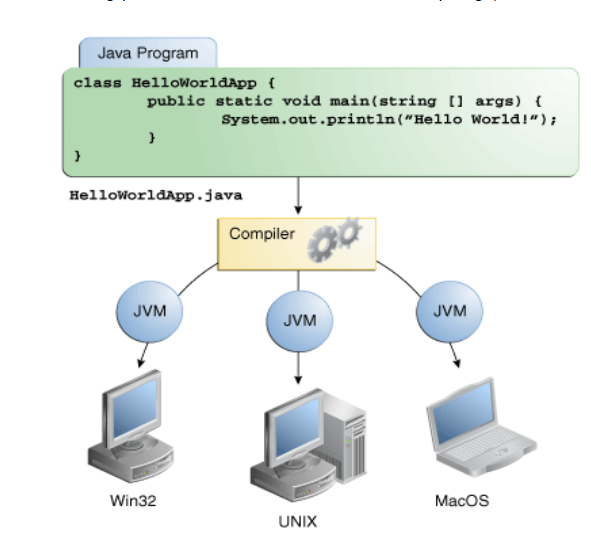 Java Program
class HelloWorldApp {
public static void main(string [] args) {
System.out.println(“Hello World!”);
}
}
HelloWorldApp.java
Compiler
JVM
JVM
JVM
Win32
UNIX
MacOS